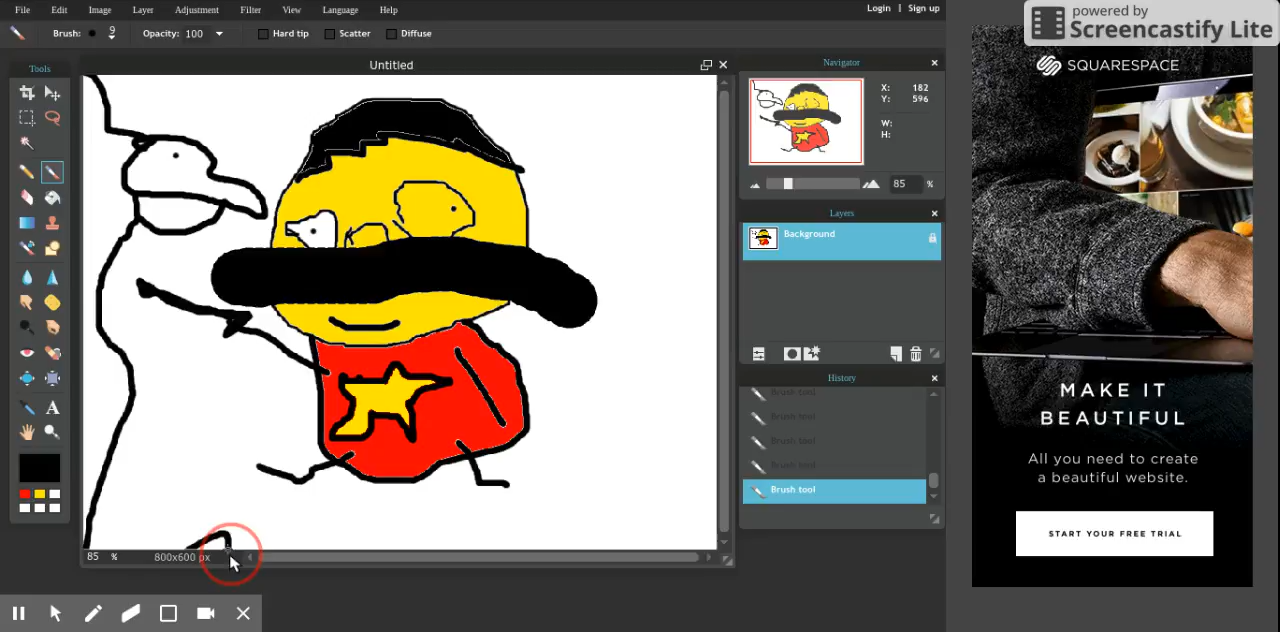 File Edit Image Layer Adjustment Filter View Language Help Login | Sign up
Brush: 9 Opacity: 100 Hard tip Scatter Diffuse
powered by
Screencastify Lite
Tools
Untitled
Navigator
X: 182
Y: 596
W:
H:
85 %
Layers
Background
History
Brush tool
Brush tool
Brush tool
Brush tool
Brush tool
85 % 800x600 px
SQUARESPACE
MAKE IT
BEAUTIFUL
All you need to create
a beautiful website.
START YOUR FREE TRIAL